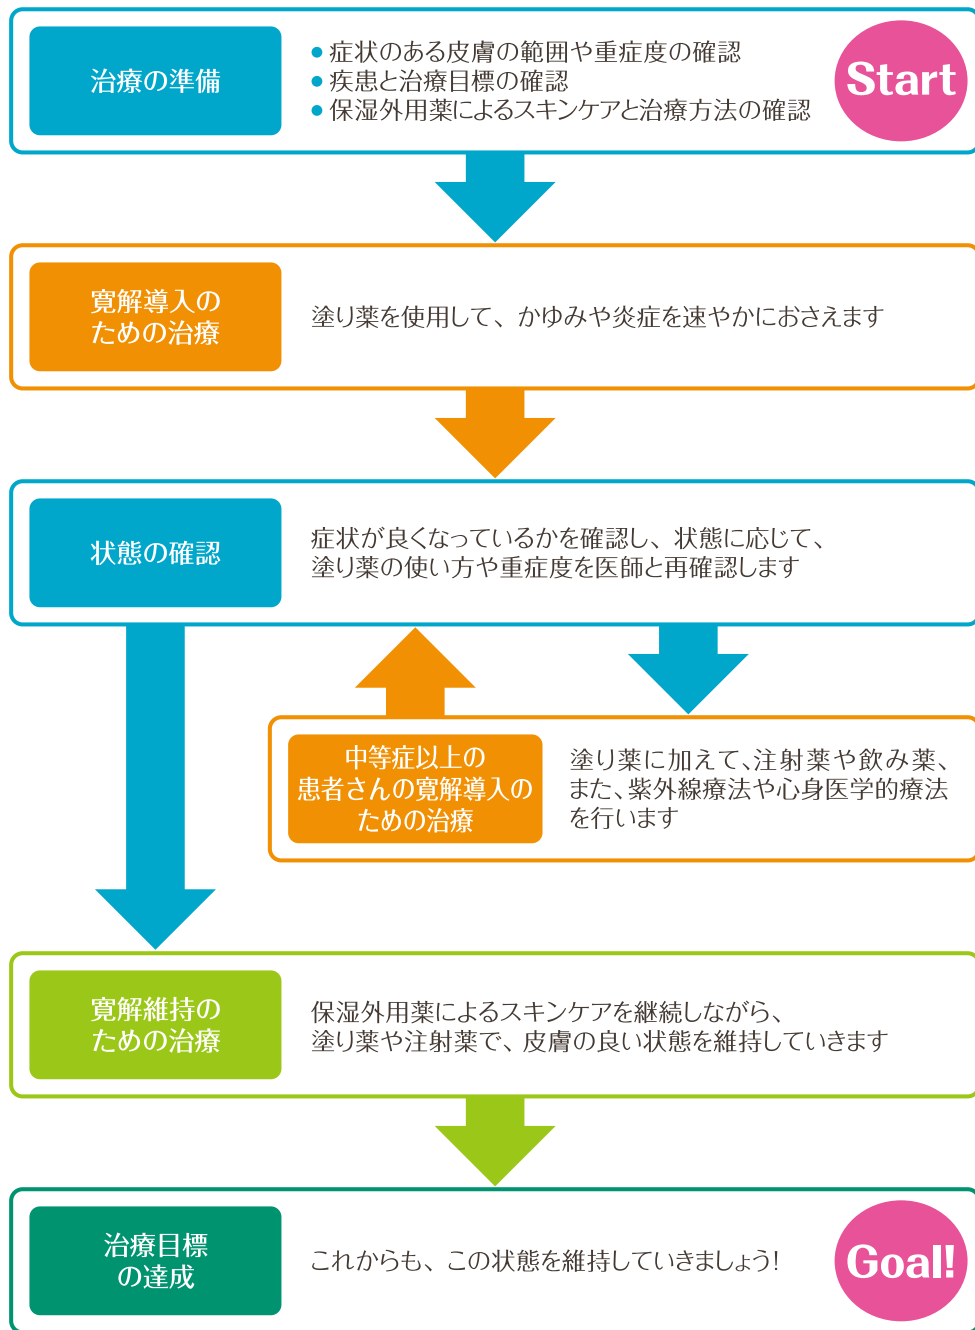 治療の準備
● 症状のある皮膚の範囲や重症度の確認
● 疾患と治療目標の確認
● 保湿外用薬によるスキンケアと治療方法の確認
Start
寛解導入の
ための治療
塗り薬を使用して、かゆみや炎症を速やかにおさえます
状態の確認
症状が良くなっているかを確認し、状態に応じて、
塗り薬の使い方や重症度を医師と再確認します
中等症以上の
患者さんの寛解導入の
ための治療
塗り薬に加えて、注射薬や飲み薬、
また、紫外線療法や心身医学的療法
を行います
寛解維持の
ための治療
保湿外用薬によるスキンケアを継続しながら、
塗り薬や注射薬で、皮膚の良い状態を維持していきます
治療目標
の達成
これからも、この状態を維持していきましょう!
Goal!